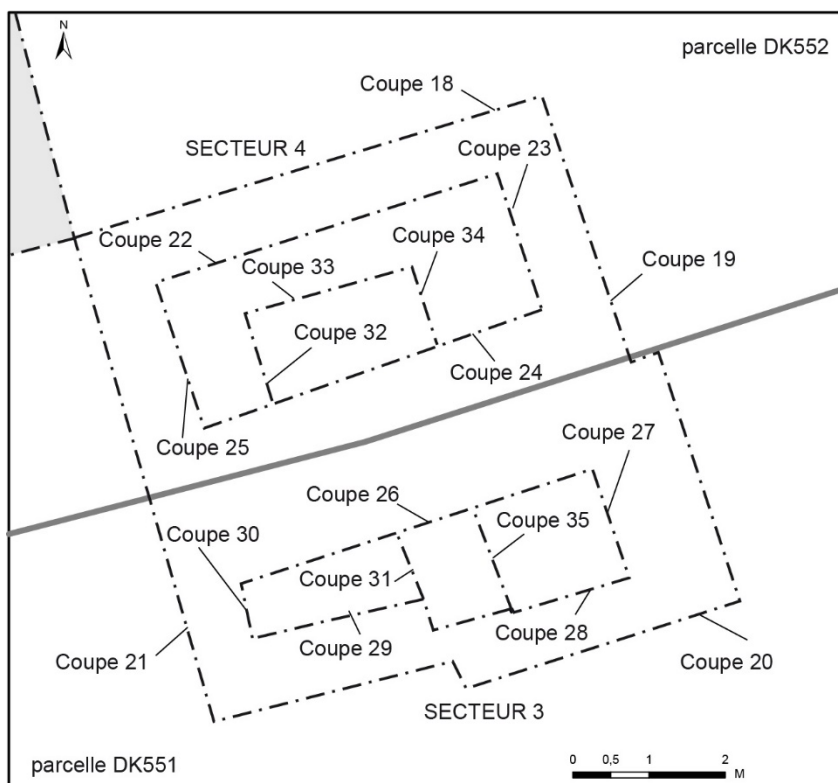 N
parcelle DK552
Coupe 18
SECTEUR 4
Coupe 23
Coupe 22
Coupe 34
Coupe 33
Coupe 19
Coupe 32
Coupe 24
Coupe 25
Coupe 27
Coupe 26
Coupe 30
Coupe 35
Coupe 31
Coupe 28
Coupe 29
Coupe 21
Coupe 20
SECTEUR 3
parcelle DK551
0 0,5 1 2
M